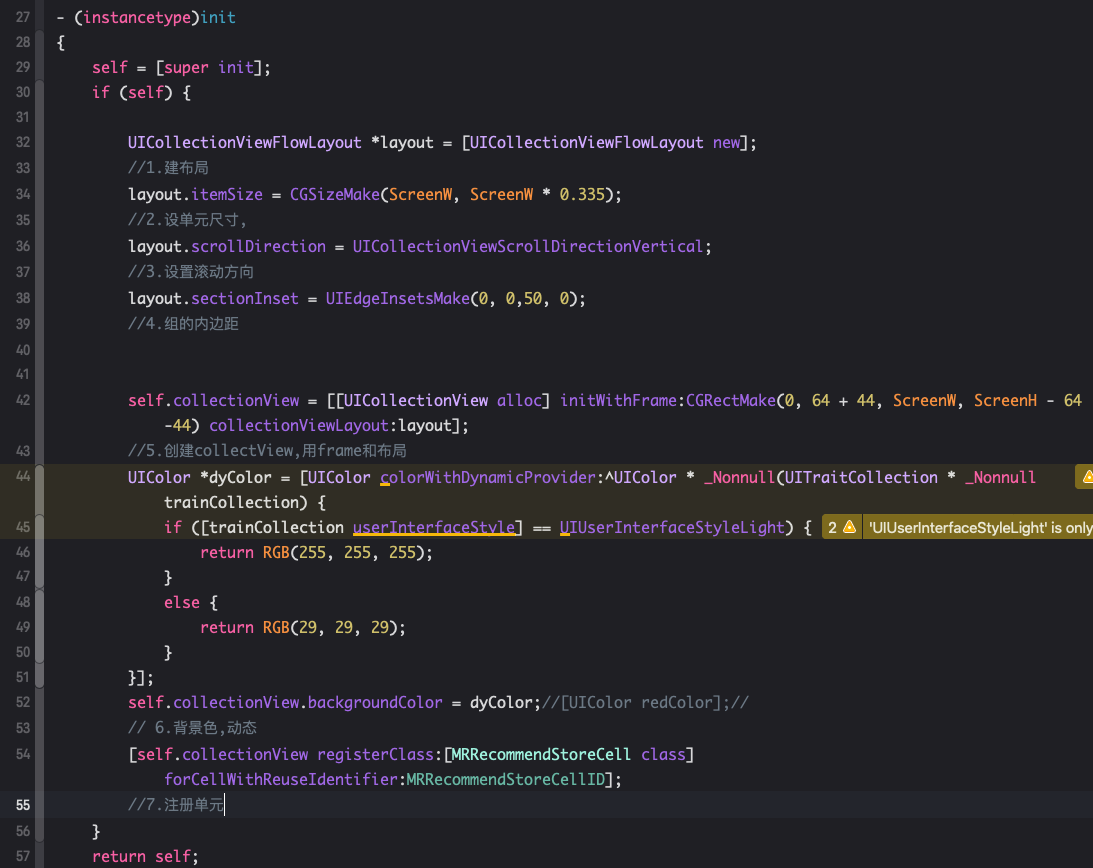 27 - (instancetype)init
28 {
29 self = [super init];
30 if (self) {
31
32 UICollectionViewFlowLayout *layout = [UICollectionViewFlowLayout new];
33 //1.建布局
34 layout.itemSize = CGSizeMake(ScreenW, ScreenW * 0.335);
35 //2.设单元尺寸,
36 layout.scrollDirection = UICollectionViewScrollDirectionVertical;
37 //3.设置滚动方向
38 layout.sectionInset = UIEdgeInsetsMake(0, 0,50, 0);
39 //4.组的内边距
40
41
42 self.collectionView = [[UICollectionView alloc] initWithFrame:CGRectMake(0, 64 + 44, ScreenW, ScreenH - 64
-44) collectionViewLayout:layout];
43 //5.创建collectView,用frame和布局
44 UIColor *dyColor = [UIColor colorWithDynamicProvider:^UIColor * _Nonnull(UITraitCollection * _Nonnull
trainCollection) {
45 if ([trainCollection userInterfaceStyle] == UIUserInterfaceStyleLight) { 2 'UIUserInterfaceStyleLight' is only
46 return RGB(255, 255, 255);
47 }
48 else {
49 return RGB(29, 29, 29);
50 }
51 }];
52 self.collectionView.backgroundColor = dyColor;//[UIColor redColor];//
53 // 6.背景色,动态
54 [self.collectionView registerClass:[MRRecommendStoreCell class]
forCellWithReuseIdentifier:MRRecommendStoreCellID];
55 //7.注册单元
56 }
57 return self;